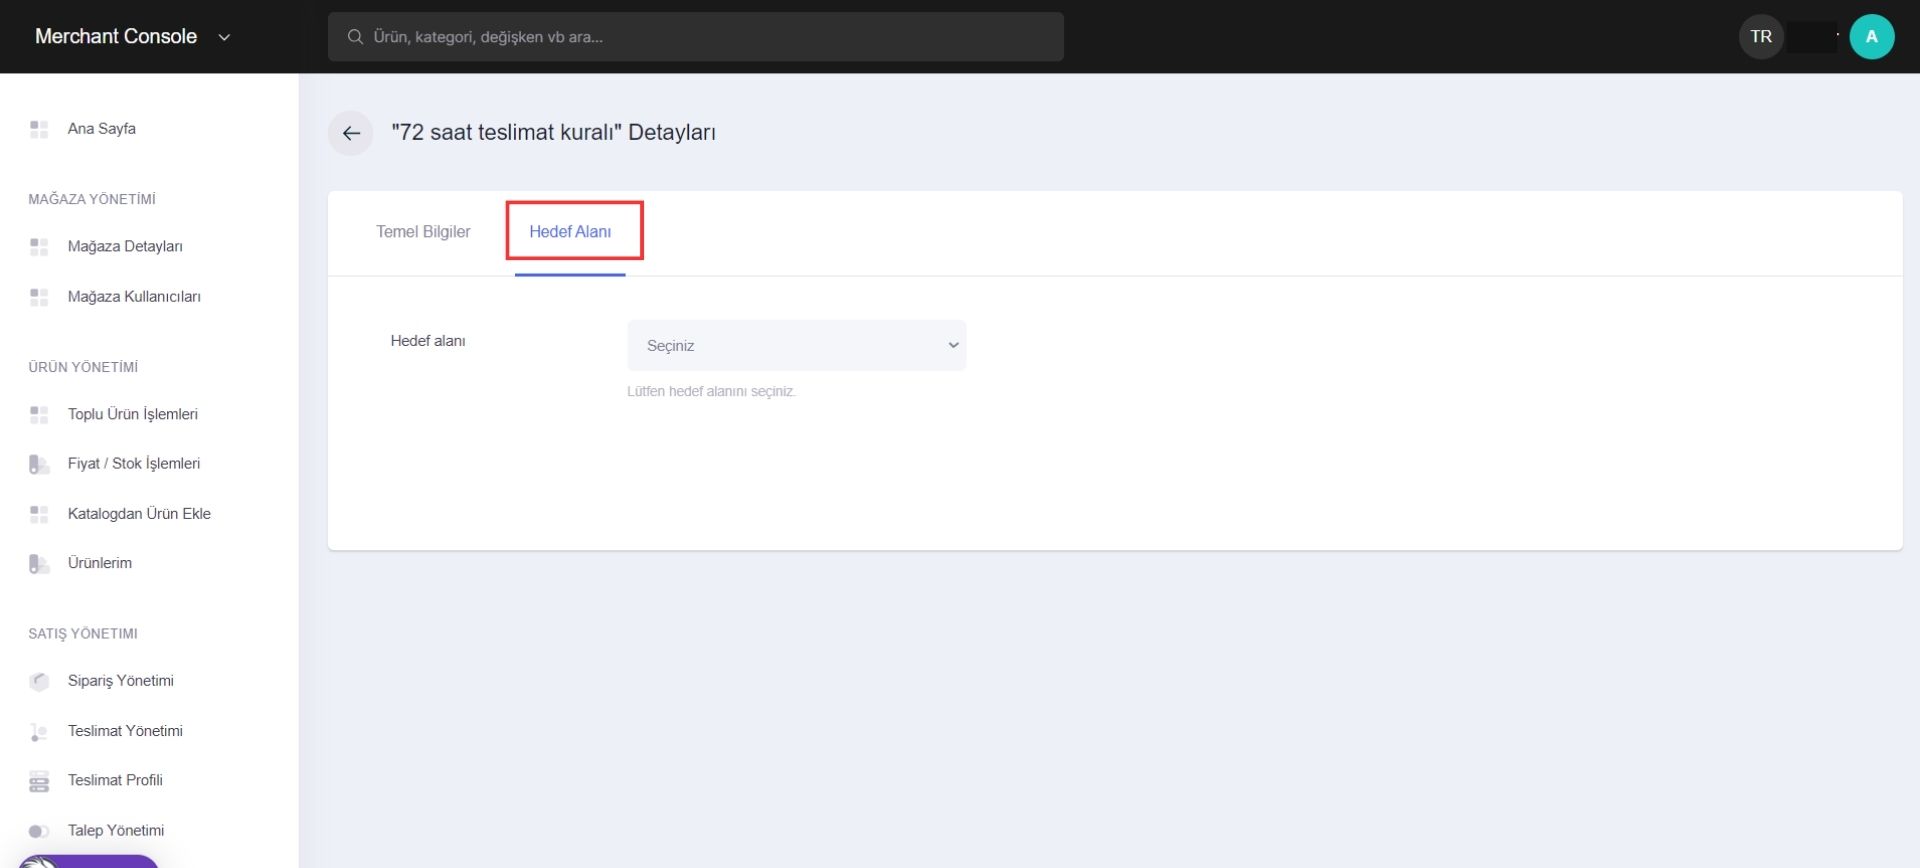 Merchant Console
Ürün, kategori, değişken vb ara...
TR
A
Ana Sayfa
MAĞAZA YÖNETİMİ
Mağaza Detayları
Mağaza Kullanıcıları
ÜRÜN YÖNETİMİ
Toplu Ürün İşlemleri
Fiyat / Stok İşlemleri
Katalogdan Ürün Ekle
Ürünlerim
SATIŞ YÖNETIMI
Sipariş Yönetimi
Teslimat Yönetimi
Teslimat Profili
Talep Yönetimi
"72 saat teslimat kuralı" Detayları
Temel Bilgiler
Hedef Alanı
Hedef alanı
Seçiniz
Lütfen hedef alanını seçiniz.